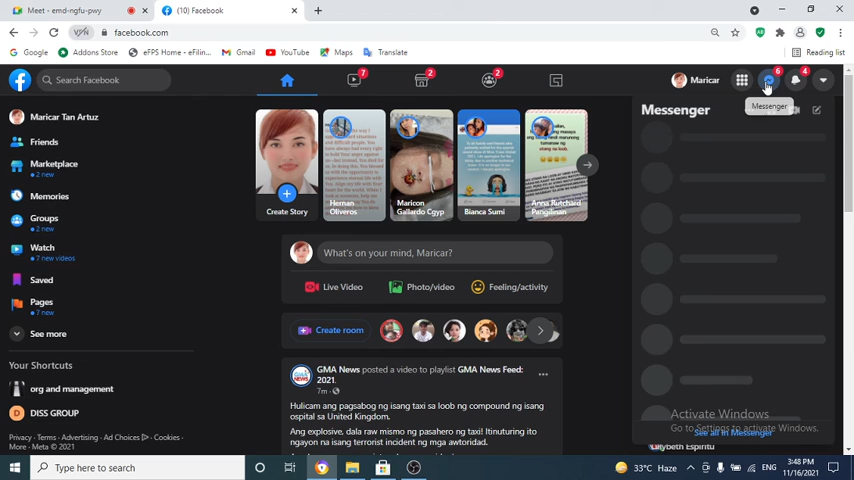 Meet - emd-ngfu-pwy
(10) Facebook
facebook.com
Google
Addons Store
eFPS Home - eFilin...
Gmail
YouTube
Maps
Translate
Reading list
Search Facebook
7
2
2
Maricar
6
4
Messenger
Messenger
Maricar Tan Artuz
Friends
Marketplace
2 new
Memories
Groups
2 new
Watch
7 new videos
Saved
Pages
7 new
See more
Your Shortcuts
org and management
DISS GROUP
Privacy · Terms · Advertising · Ad Choices · Cookies ·
More · Meta © 2021
Create Story
Hernan
Oliveros
Maricon
Gallardo Cgyp
Bianca Sumi
Anna Rutchard
Pangilinan
What's on your mind, Maricar?
Live Video
Photo/video
Feeling/activity
Create room
GMA News posted a video to playlist GMA News Feed:
2021.
7m ·
Hulicam ang pagsabog ng isang taxi sa loob ng compound ng isang
ospital sa United Kingdom.
Ang explosive, dala raw mismo ng pasahero ng taxi! Itinuturing ito
ngayon na isang terrorist incident ng mga awtoridad.
Activate Windows
Go to Settings to activate Windows.
See all in Messenger
Espintu
Type here to search
33°C Haze
ENG
3:48 PM
11/16/2021